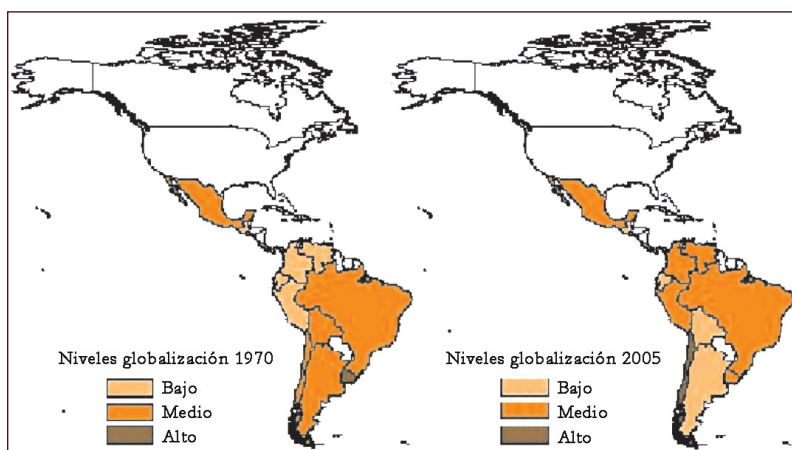 Niveles globalización 1970
Bajo
Medio
Alto
Niveles globalización 2005
Bajo
Medio
Alto